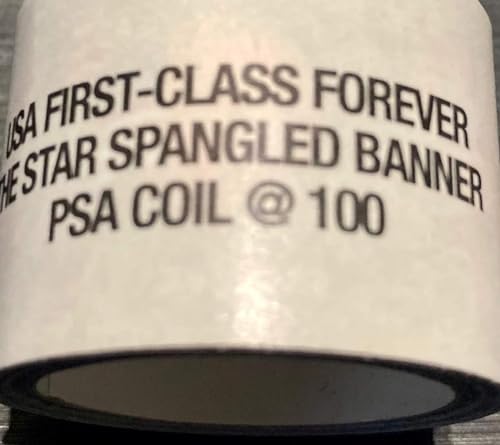 USA FIRST-CLASS FOREVER
THE STAR SPANGLED BANNER
PSA COIL @ 100